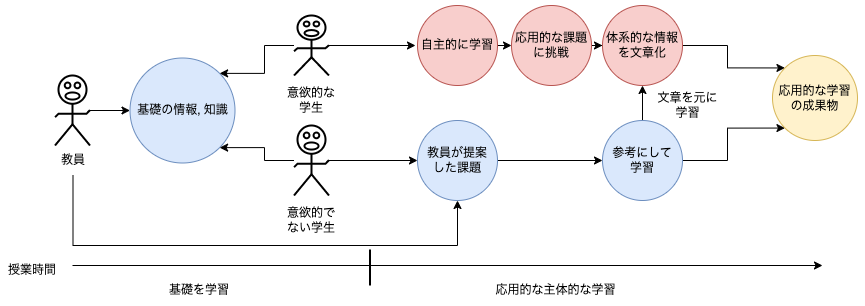 教員
基礎の情報, 知識
意欲的な
学生
意欲的で
ない学生
自主的に学習
応用的な課題
に挑戦
体系的な情報
を文章化
文章を元に
学習
教員が提案
した課題
参考にして
学習
応用的な学習
の成果物
授業時間
基礎を学習
応用的な主体的な学習